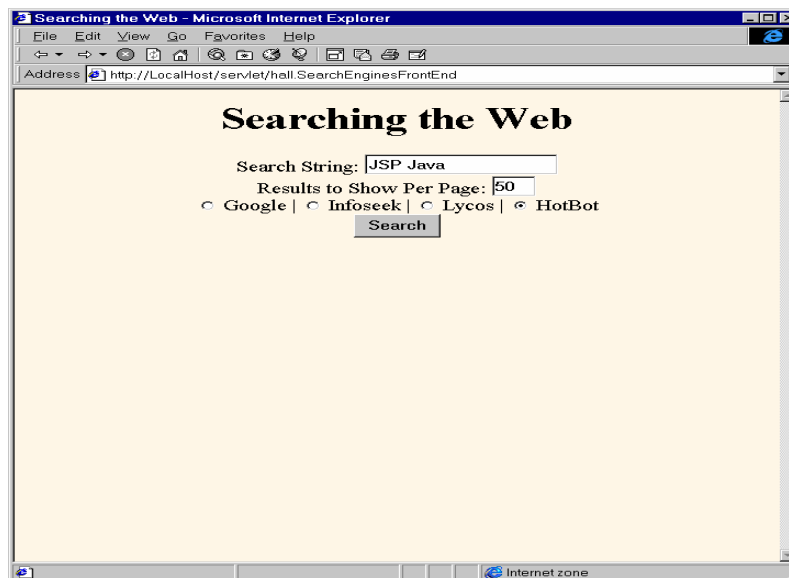 Searching the Web - Microsoft Internet Explorer
File Edit View Go Favorites Help
Address http://LocalHost/servlet/hall.SearchEnginesFrontEnd
Searching the Web
Search String: JSP Java
Results to Show Per Page: 50
Google | Infoseek | Lycos | HotBot
Search
Internet zone